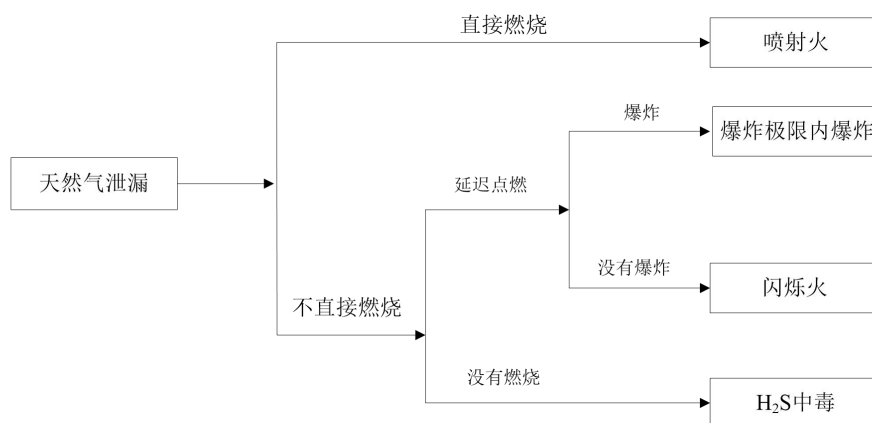 直接燃烧
喷射火
爆炸
爆炸极限内爆炸
天然气泄漏
延迟点燃
没有爆炸
闪烁火
不直接燃烧
没有燃烧
H₂S中毒